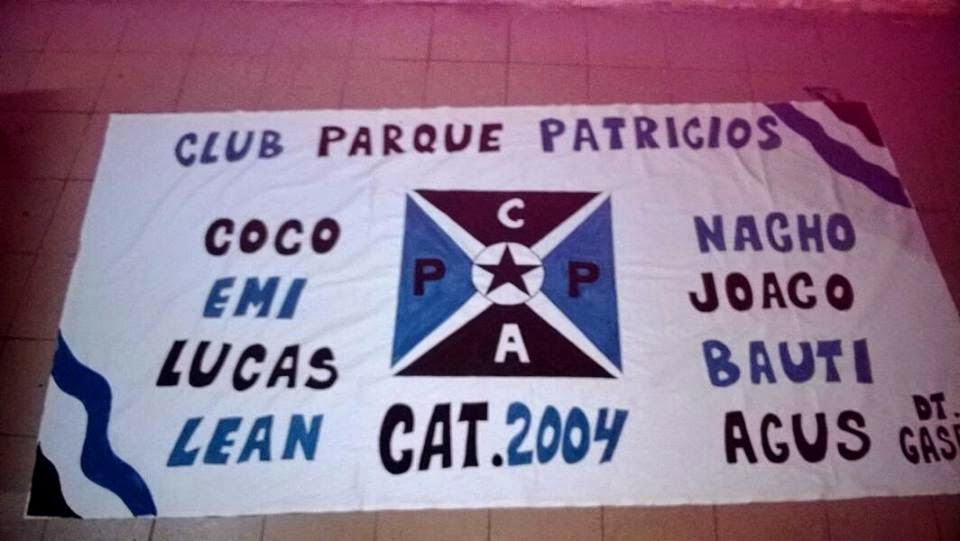 CLUB PARQUE PATRICIOS
COCO
EMI
LUCAS
LEAN
C
P P
A
CAT.2004
NACHO
JOACO
BAUTI
AGUS
DT.